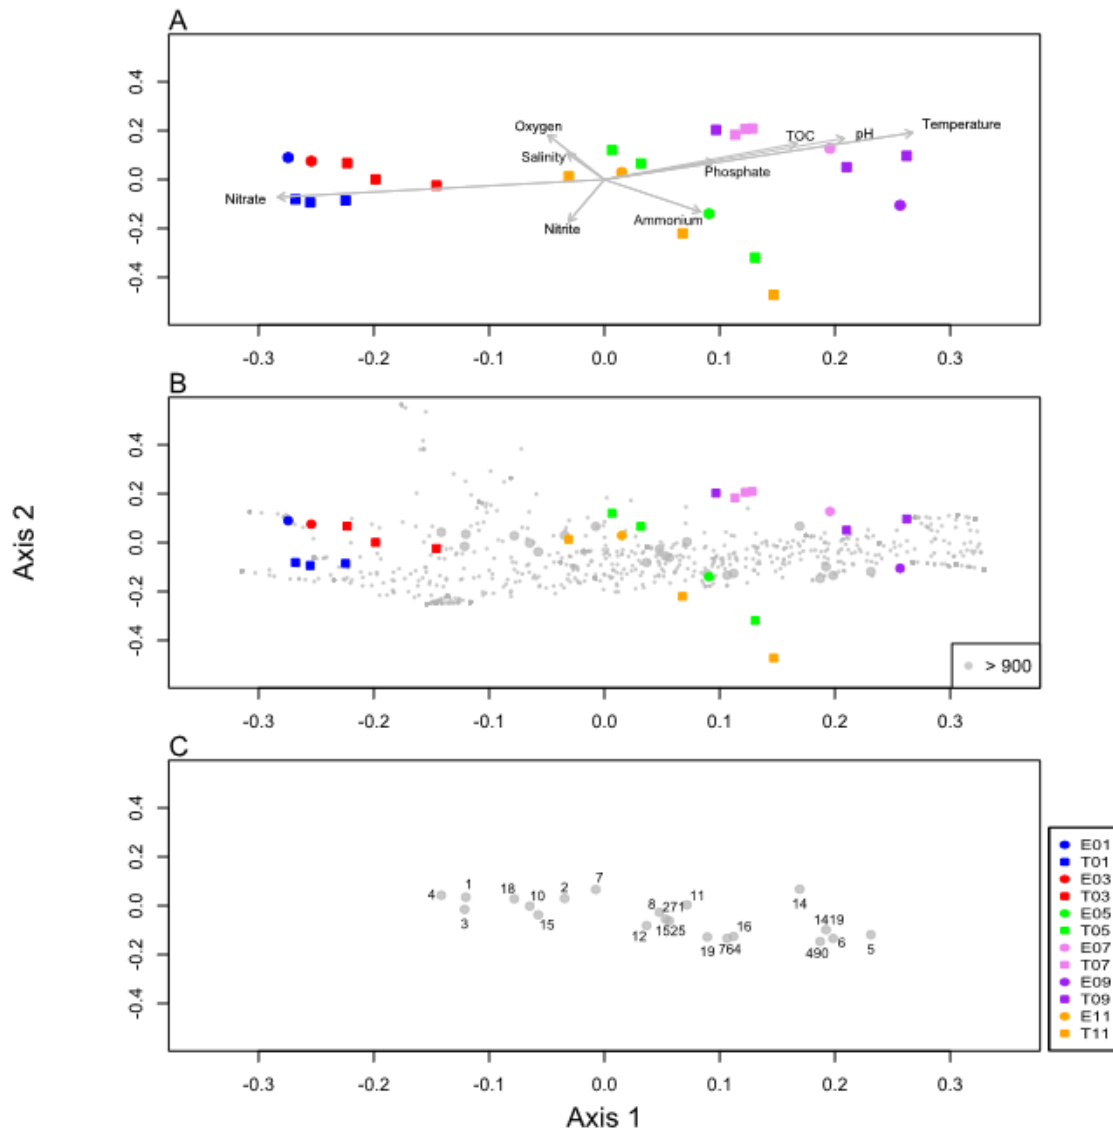 A
0.4
0.2
0.0
-0.2
-0.4
Oxygen
Salinity
Nitrate
Nitrite
Ammonium
Phosphate
TOC
pH
Temperature
-0.3 -0.2 -0.1 0.0 0.1 0.2 0.3
B
0.4
0.2
0.0
-0.2
-0.4
> 900
-0.3 -0.2 -0.1 0.0 0.1 0.2 0.3
Axis 2
C
0.4
0.2
0.0
-0.2
-0.4
4
1
3
18
10
15
2
7
8
271
11
12
1525
19
764
16
14
1419
490
6
5
-0.3 -0.2 -0.1 0.0 0.1 0.2 0.3
Axis 1
E01
T01
E03
T03
E05
T05
E07
T07
E09
T09
E11
T11